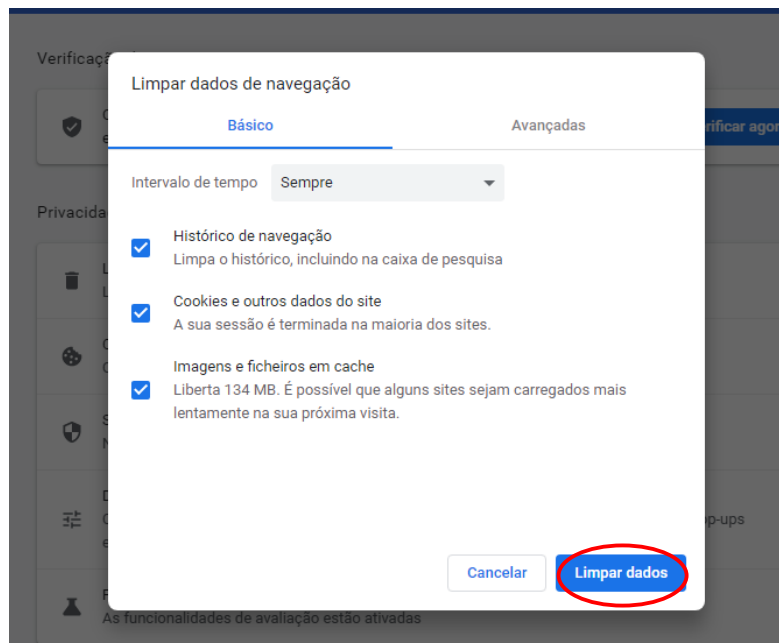 Verificaçã
Limpar dados de navegação
Básico
Avançadas
rificar agor
Intervalo de tempo Sempre
Privacida
Histórico de navegação
Limpa o histórico, incluindo na caixa de pesquisa
Cookies e outros dados do site
A sua sessão é terminada na maioria dos sites.
Imagens e ficheiros em cache
Liberta 134 MB. É possível que alguns sites sejam carregados mais
lentamente na sua próxima visita.
op-ups
Cancelar
Limpar dados
As funcionalidades de avaliação estão ativadas